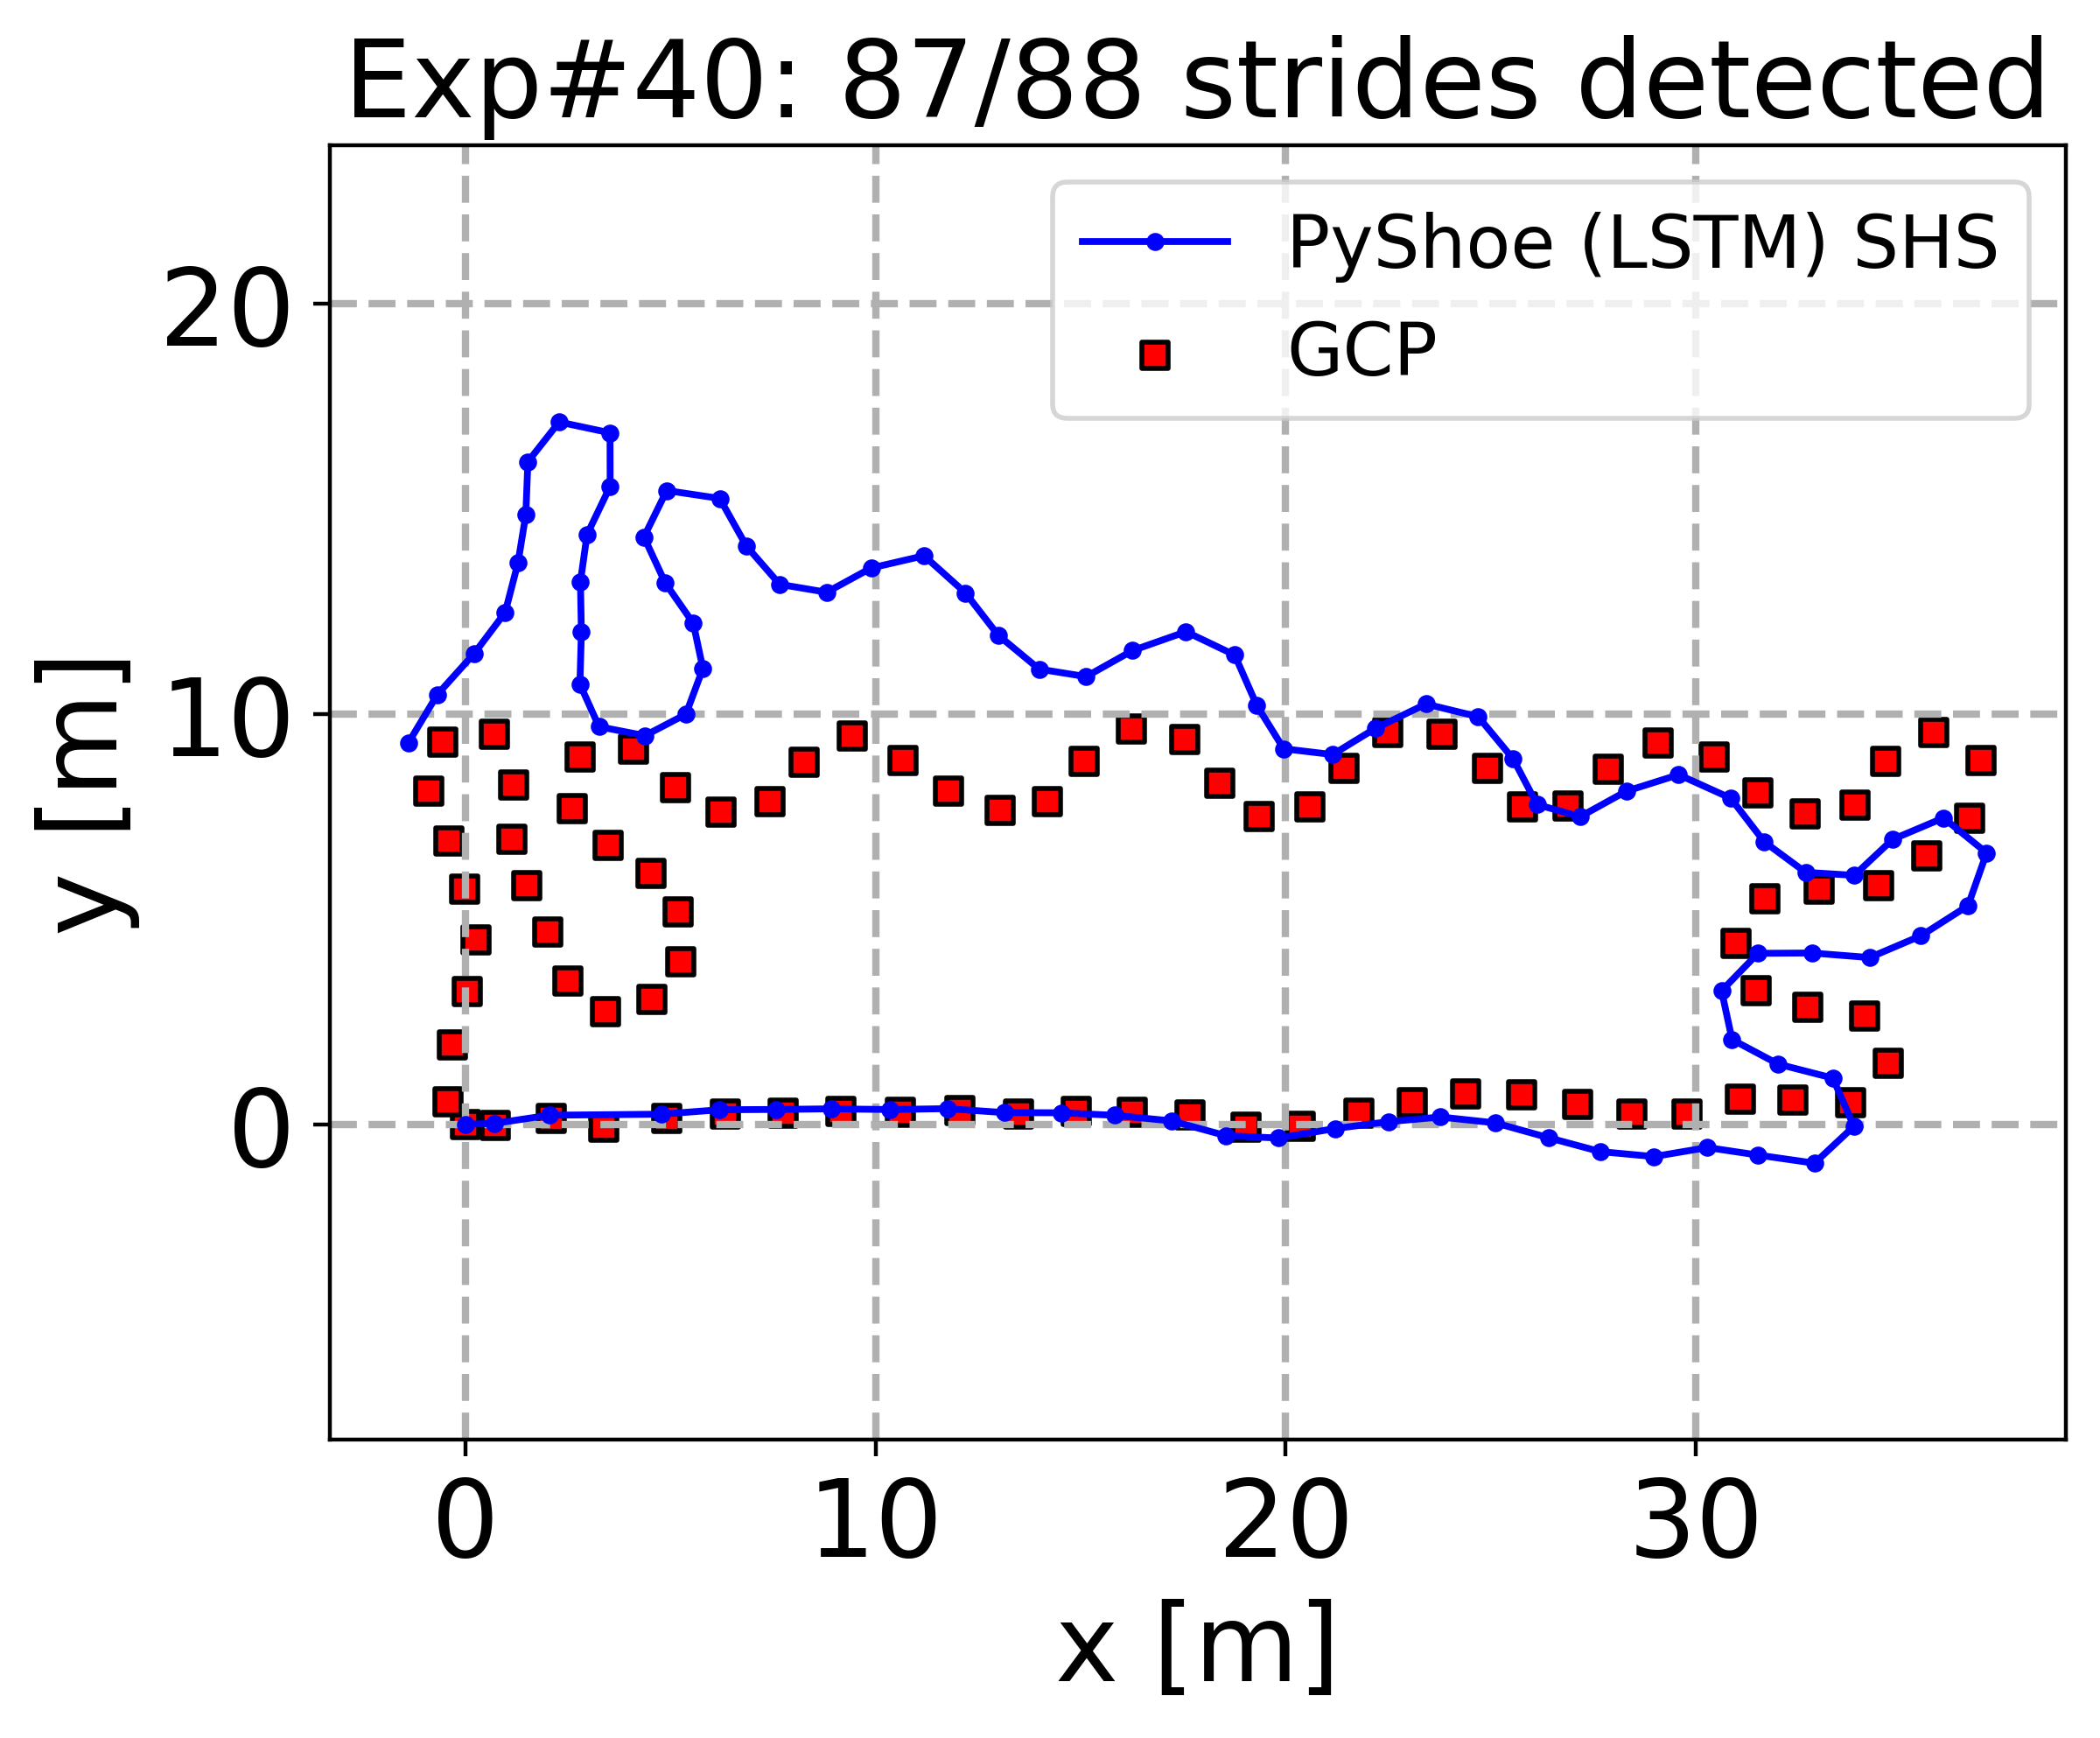 Exp#40: 87/88 strides detected
PyShoe (LSTM) SHS
GCP
y [m]
20
10
0
0 10 20 30
x [m]